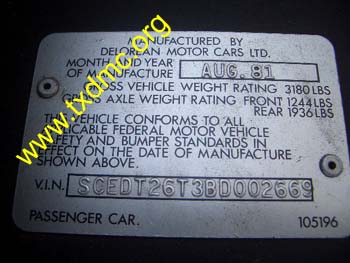 MANUFACTURED BY
DELOREAN MOTOR CARS LTD.
MONTH AND YEAR
OF MANUFACTURE AUG. 81
GROSS VEHICLE WEIGHT RATING 3180 LBS
GROSS AXLE WEIGHT RATING FRONT 1244 LBS
REAR 1936 LBS
THE VEHICLE CONFORMS TO ALL
APPLICABLE FEDERAL MOTOR VEHICLE
SAFETY AND BUMPER STANDARDS IN
EFFECT ON THE DATE OF MANUFACTURE
SHOWN ABOVE.
V.I.N. SCEDT26T3BD002669
PASSENGER CAR. 105196
www.txdmc.org